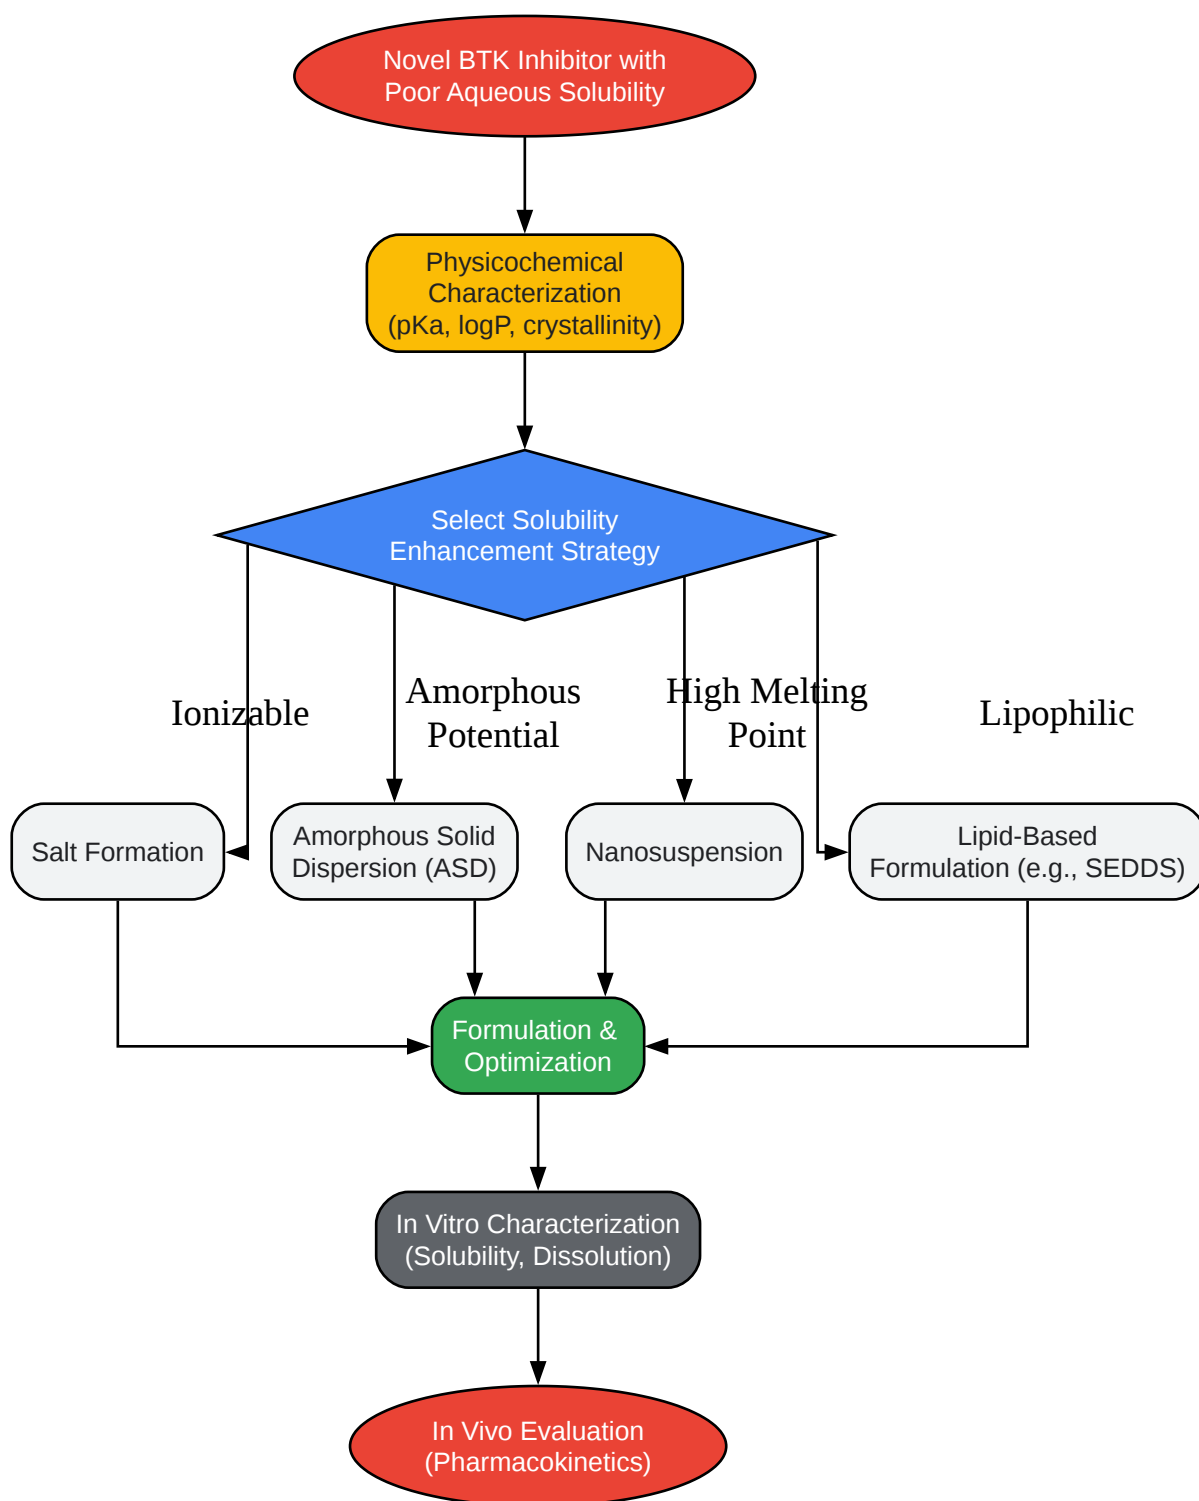 Novel BTK Inhibitor with
Poor Aqueous Solubility
Physicochemical
Characterization
(pKa, logP, crystallinity)
Select Solubility
Enhancement Strategy
Ionizable
Amorphous
Potential
High Melting
Point
Lipophilic
Salt Formation
Amorphous Solid
Dispersion (ASD)
Nanosuspension
Lipid-Based
Formulation (e.g., SEDDS)
Formulation &
Optimization
In Vitro Characterization
(Solubility, Dissolution)
In Vivo Evaluation
(Pharmacokinetics)